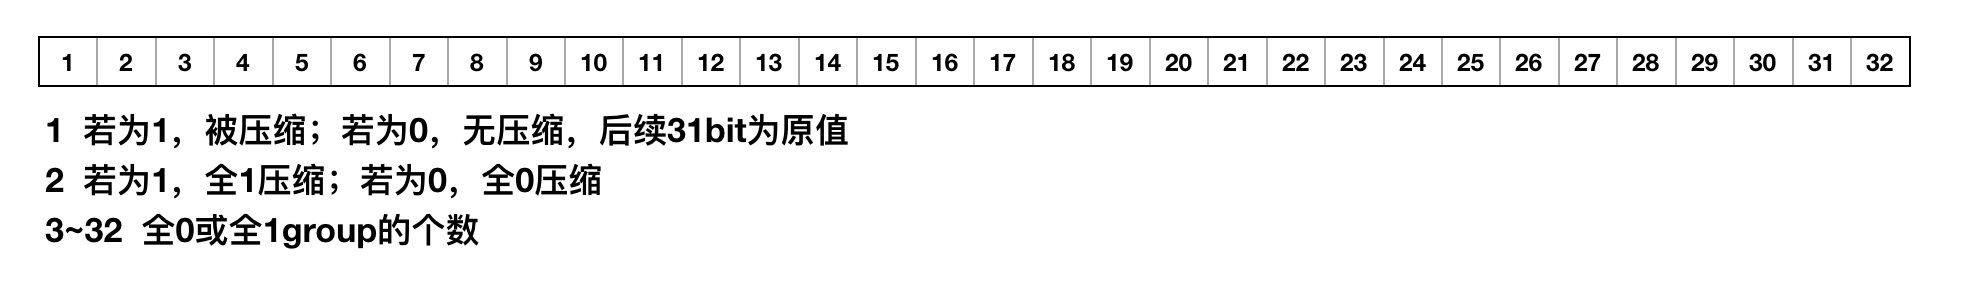 1 2 3 4 5 6 7 8 9 10 11 12 13 14 15 16 17 18 19 20 21 22 23 24 25 26 27 28 29 30 31 32
1 若为1，被压缩；若为0，无压缩，后续31bit为原值
2 若为1，全1压缩；若为0，全0压缩
3~32 全0或全1group的个数